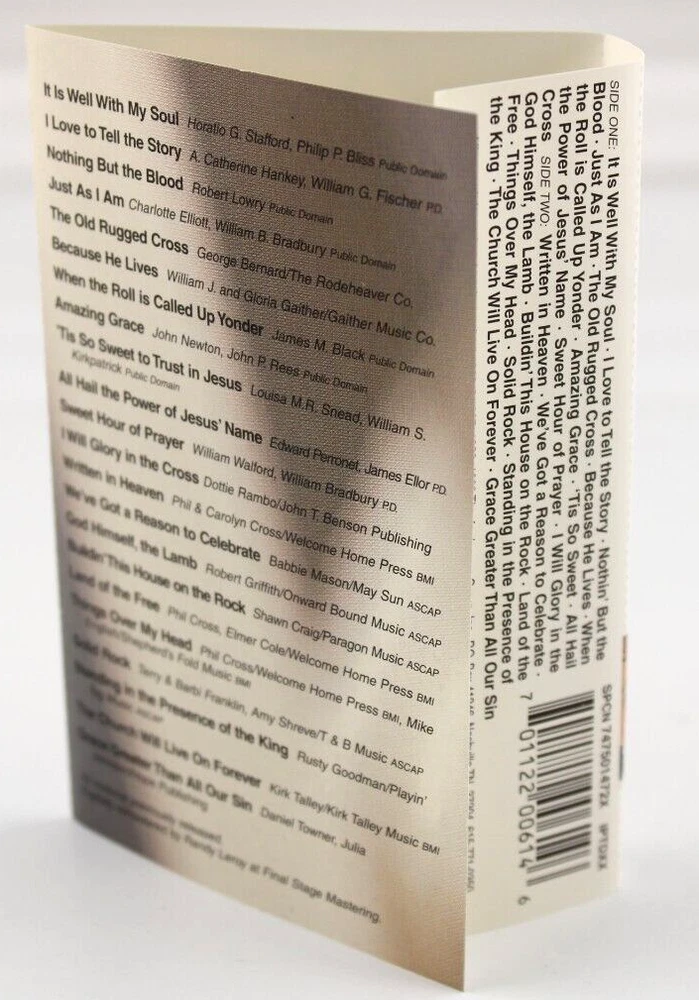 It Is Well With My Soul Horatio G. Stafford, Philip P. Bliss Public Domain
I Love to Tell the Story A. Catherine Hankey, William G. Fischer P.D.
Nothing But the Blood Robert Lowry Public Domain
Just As I Am Charlotte Elliott, William B. Bradbury Public Domain
The Old Rugged Cross George Bernard/The Rodeheaver Co.
Because He Lives William J. and Gloria Gaither/Gaither Music Co.
When the Roll is Called Up Yonder James M. Black Public Domain
Amazing Grace John Newton, John P. Rees Public Domain
'Tis So Sweet to Trust in Jesus Louisa M.R. Snead, William S.
Kirkpatrick Public Domain
All Hail the Power of Jesus' Name Edward Perronet, James Ellor P.D.
Sweet Hour of Prayer William Walford, William Bradbury P.D.
I Will Glory in the Cross Dottie Rambo/John T. Benson Publishing
Written in Heaven Phil & Carolyn Cross/Welcome Home Press BMI
We've Got a Reason to Celebrate Babbie Mason/May Sun ASCAP
God Himself, the Lamb Robert Griffith/Onward Bound Music ASCAP
Buildin' This House on the Rock Shawn Craig/Paragon Music ASCAP
Land of the Free Phil Cross, Elmer Cole/Welcome Home Press BMI
Things Over My Head Phil Cross/Welcome Home Press BMI, Mike
English/Shepherd's Fold Music BMI
Solid Rock Terry & Barbi Franklin, Amy Shreve/T & B Music ASCAP
Standing in the Presence of the King Rusty Goodman/Playin'
ASCAP
The Church Will Live On Forever Kirk Talley/Kirk Talley Music BMI
Grace Greater Than All Our Sin Daniel Towner, Julia
Publishing
previously released
by Randy Leroy at Final Stage Mastering.
SIDE ONE: It Is Well With My Soul · I Love to Tell the Story · Nothin' But the
Blood · Just As I Am · The Old Rugged Cross · Because He Lives · When
the Roll is Called Up Yonder · Amazing Grace · 'Tis So Sweet · All Hail
the Power of Jesus' Name · Sweet Hour of Prayer · I Will Glory in the
Cross SIDE TWO: Written in Heaven · We've Got a Reason to Celebrate ·
God Himself, the Lamb · Buildin' This House on the Rock · Land of the
Free · Things Over My Head · Solid Rock · Standing in the Presence of
the King · The Church Will Live On Forever · Grace Greater Than All Our Sin
SPCN 747501472X
7 01122 00614 6